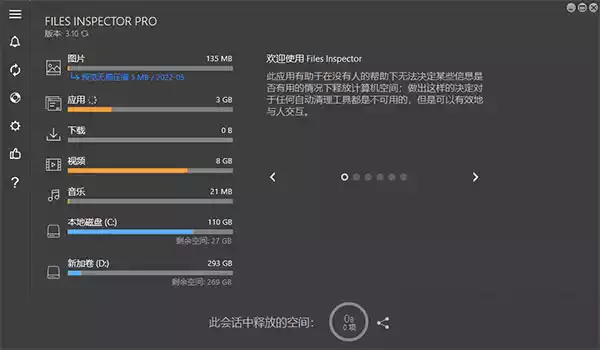 FILES INSPECTOR PRO
版本: 3.10
图片 135 MB
预览无损压缩 3 MB / 2022-05
应用 3 GB
下载 0 B
视频 8 GB
音乐 21 MB
本地磁盘 (C:) 110 GB
剩余空间: 27 GB
新加卷 (D:) 293 GB
剩余空间: 269 GB
欢迎使用 Files Inspector
此应用有助于在没有人的帮助下无法决定某些信息是
否有用的情况下释放计算机空间；做出这样的决定对
于任何自动清理工具都是不可用的，但是可以有效地
与人交互。
此会话中释放的空间：
0 项